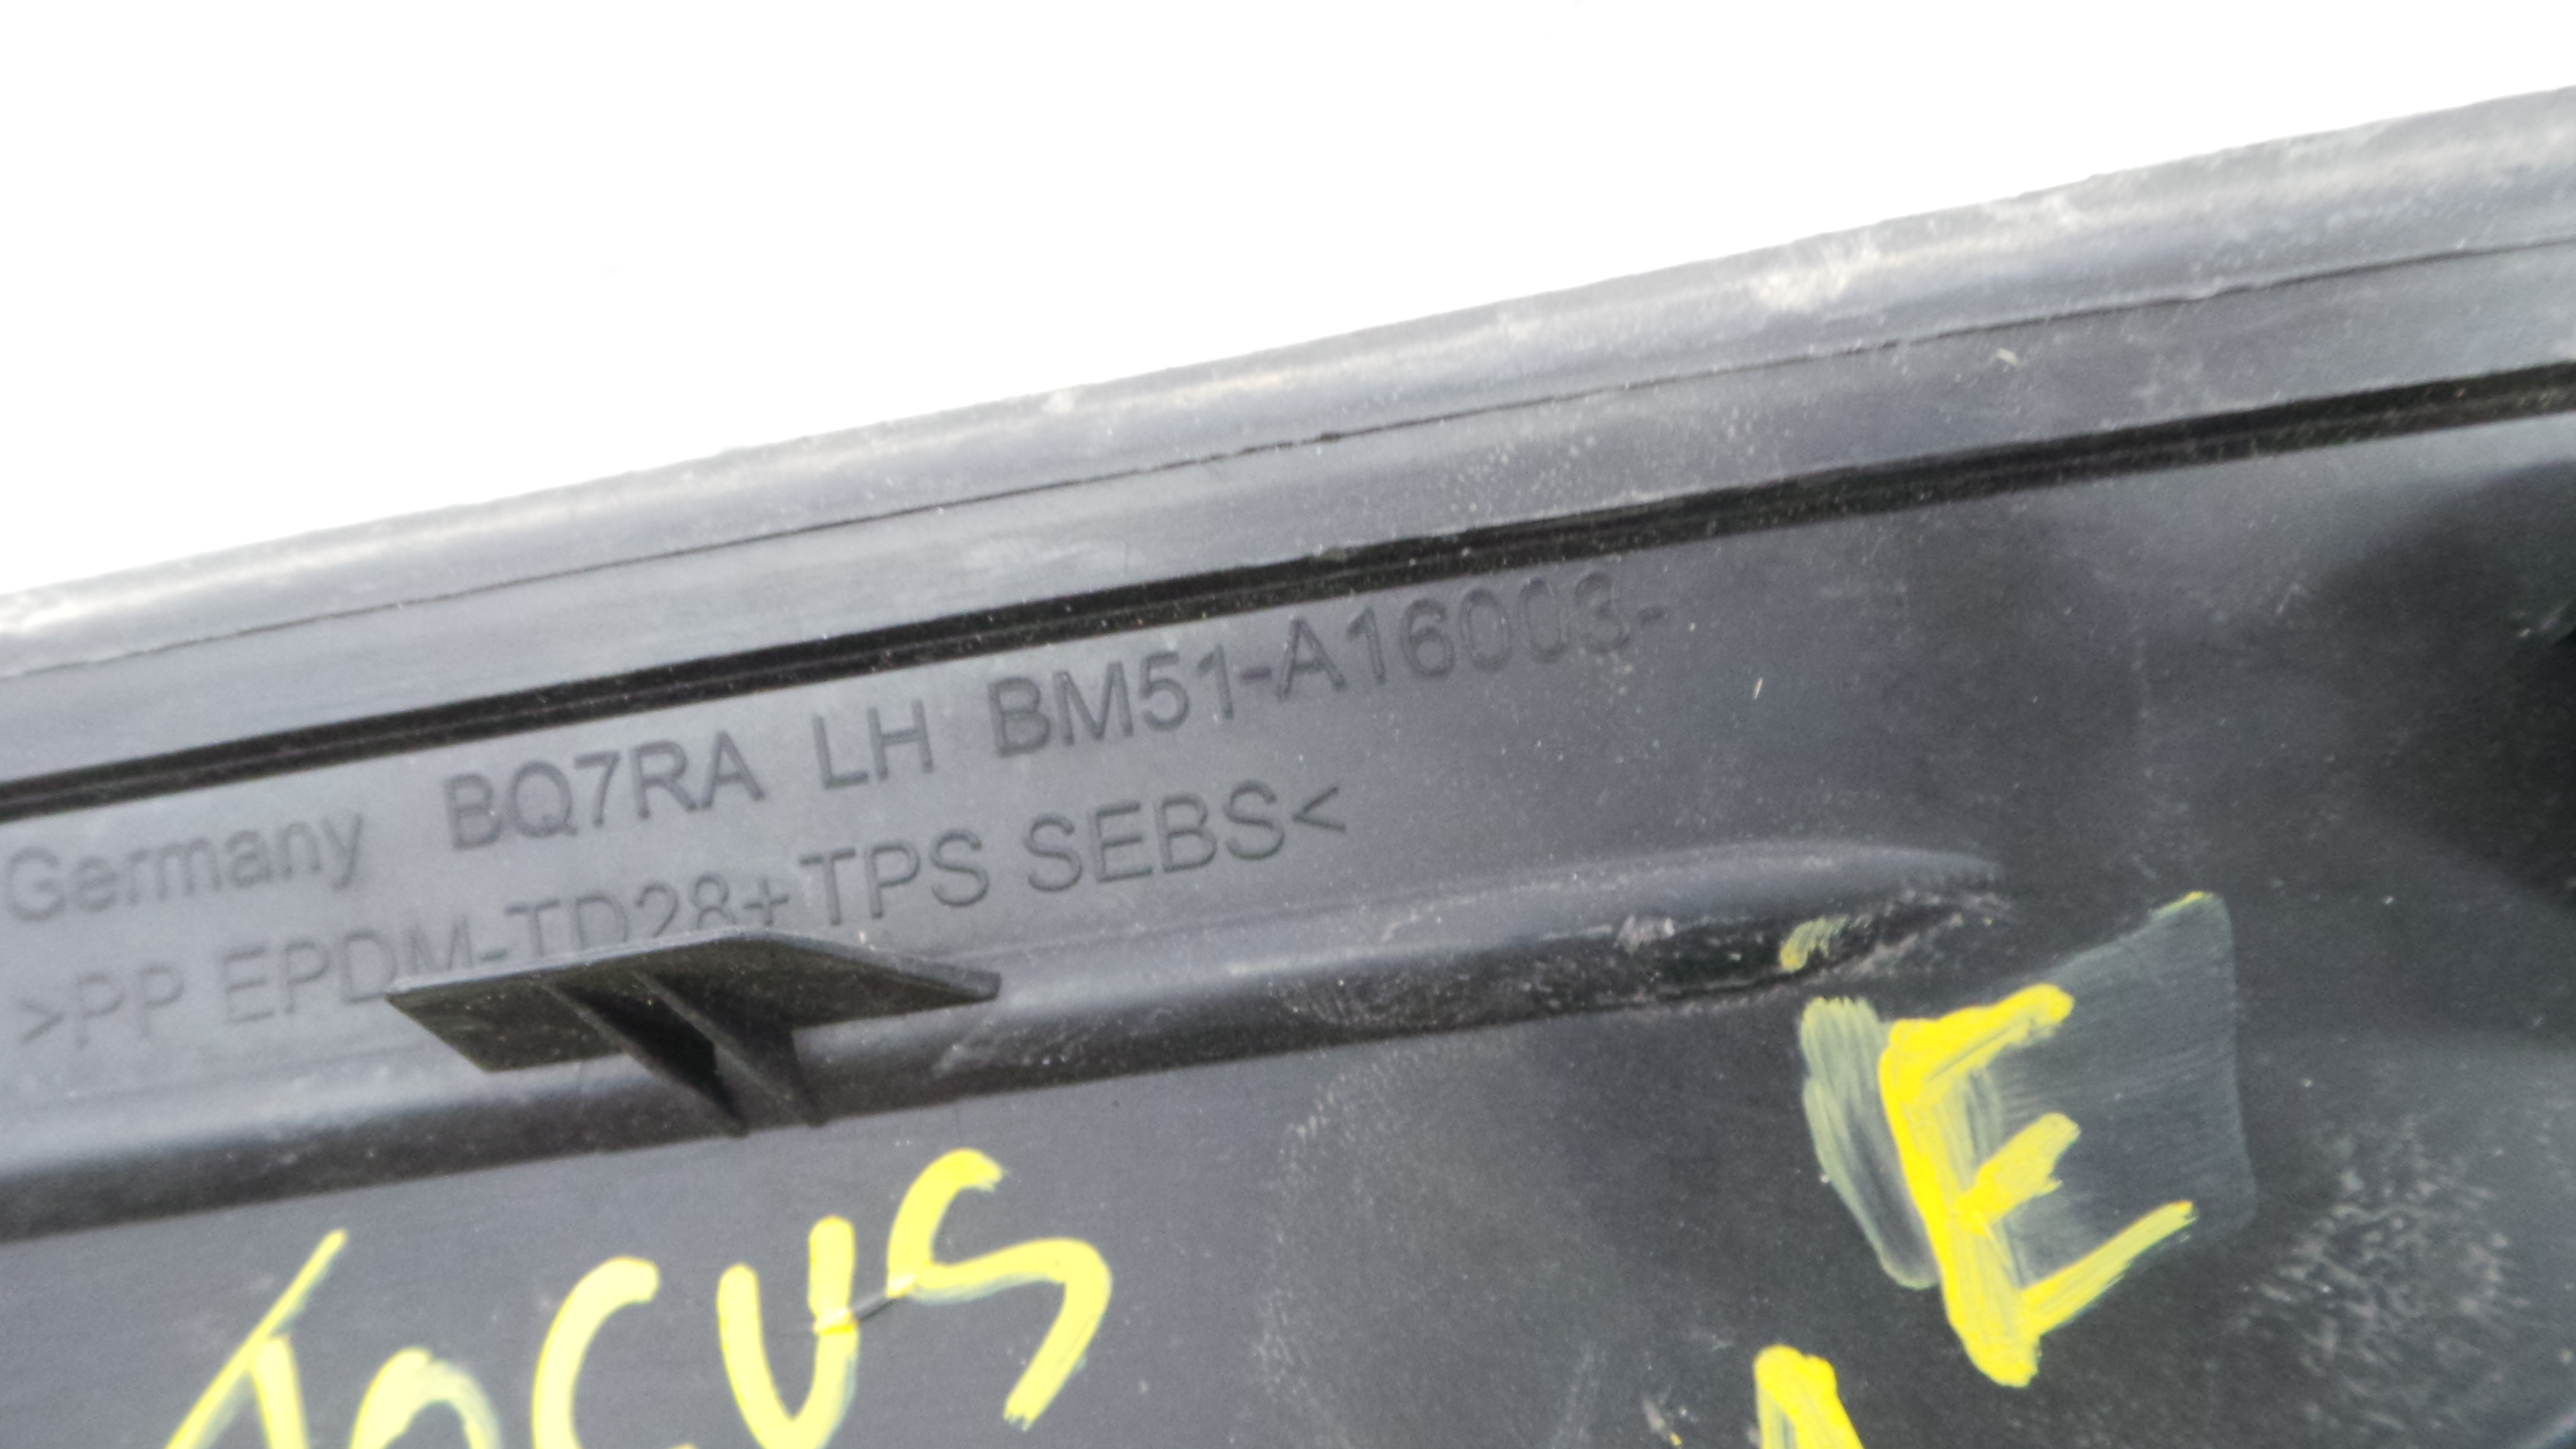 Germany BQ7RA LH BM51-A16003-
>PP EPDM-TD28+TPS SEBS<
FOCUS
E